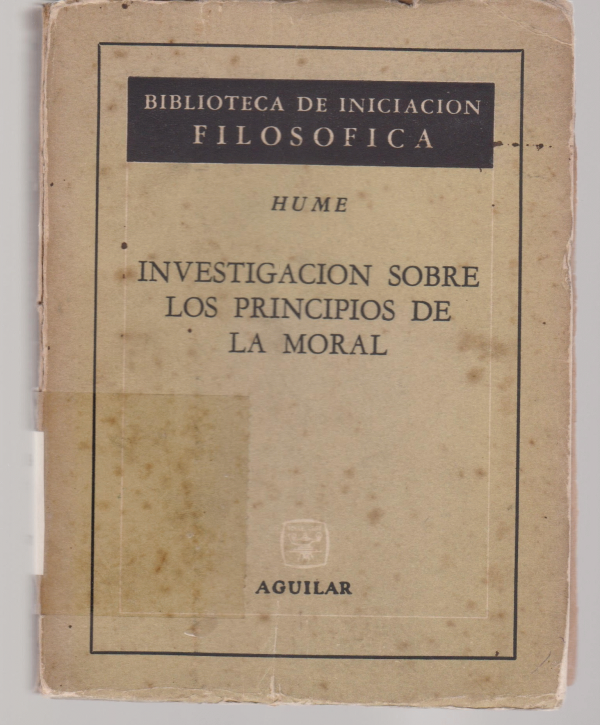 BIBLIOTECA DE INICIACION
FILOSOFICA
HUME
INVESTIGACION SOBRE
LOS PRINCIPIOS DE
LA MORAL
AGUILAR